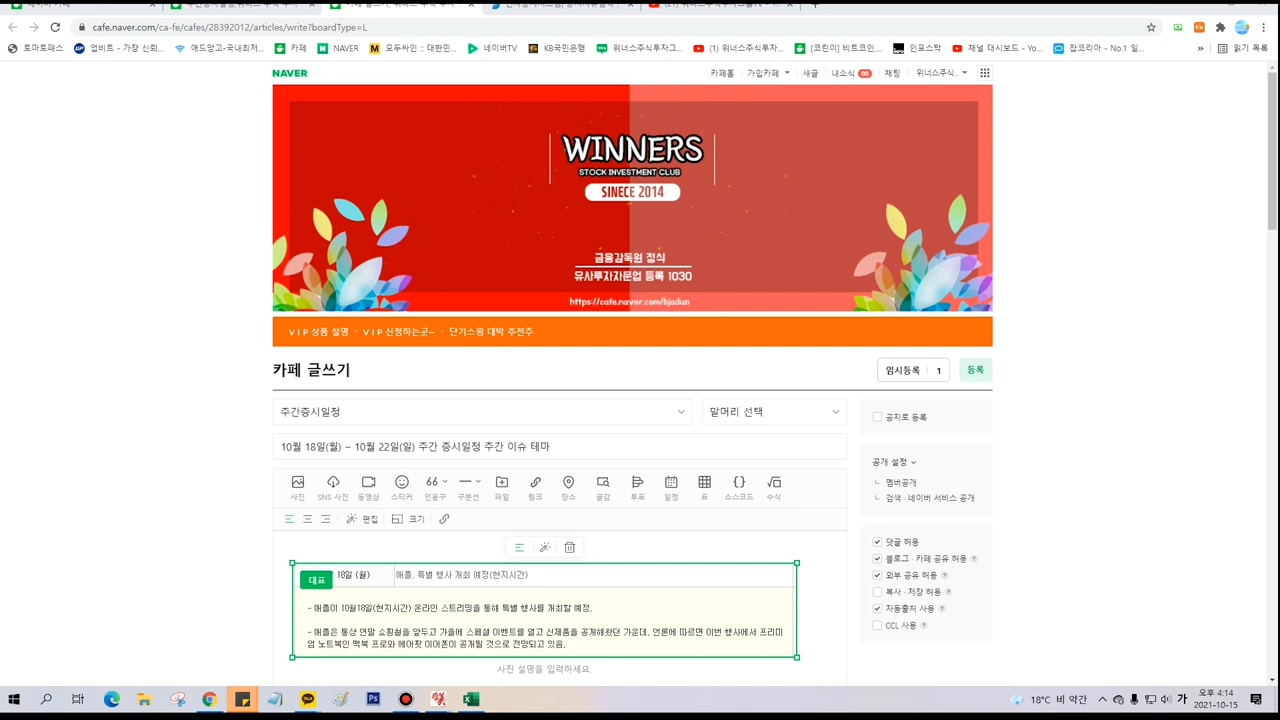 cafe.naver.com/ca-fe/cafes/28392012/articles/write?boardType=L
토마토패스 업비트 - 가장 신뢰... 애드망고-국내최저... 카페 NAVER 모두싸인 : 대한민... 네이버TV KB국민은행 위너스주식투자그... (1) 위너스주식투자... [코린이] 비트코인... 인포스탁 채널 대시보드 - Yo... 잡코리아 - No.1 일... » 읽기 목록
NAVER 카페홈 가입카페 새글 내소식 66 채팅 위너스주식..
WINNERS
STOCK INVESTMENT CLUB
SINECE 2014
금융감독원 정식
유사투자자문업 등록 1030
https://cafe.naver.com/bjadun
V I P 상품 설명 · V I P 신청하는곳~ · 단기스윙 대박 추천주
카페 글쓰기 임시등록 1 등록
주간증시일정 말머리 선택 공지로 등록
10월 18일(월) ~ 10월 22일(일) 주간 증시일정 주간 이슈 테마
공개 설정
멤버공개
검색 · 네이버 서비스 공개
사진 SNS 사진 동영상 스티커 인용구 구분선 파일 링크 장소 글감 투표 일정 표 소스코드 수식
편집 크기
댓글 허용
블로그 · 카페 공유 허용 ?
외부 공유 허용 ?
복사 · 저장 허용 ?
자동출처 사용 ?
CCL 사용 ?
대표 18일 (월) 애플, 특별 행사 개최 예정(현지시간)
- 애플이 10월18일(현지시간) 온라인 스트리밍을 통해 특별 행사를 개최할 예정.
- 애플은 통상 연말 쇼핑철을 앞두고 가을에 스페셜 이벤트를 열고 신제품을 공개해왔던 가운데, 언론에 따르면 이번 행사에서 프리미
엄 노트북인 맥북 프로와 에어팟 이어폰이 공개될 것으로 전망되고 있음.
사진 설명을 입력하세요.
18°C 비 약간 가 오후 4:14
2021-10-15